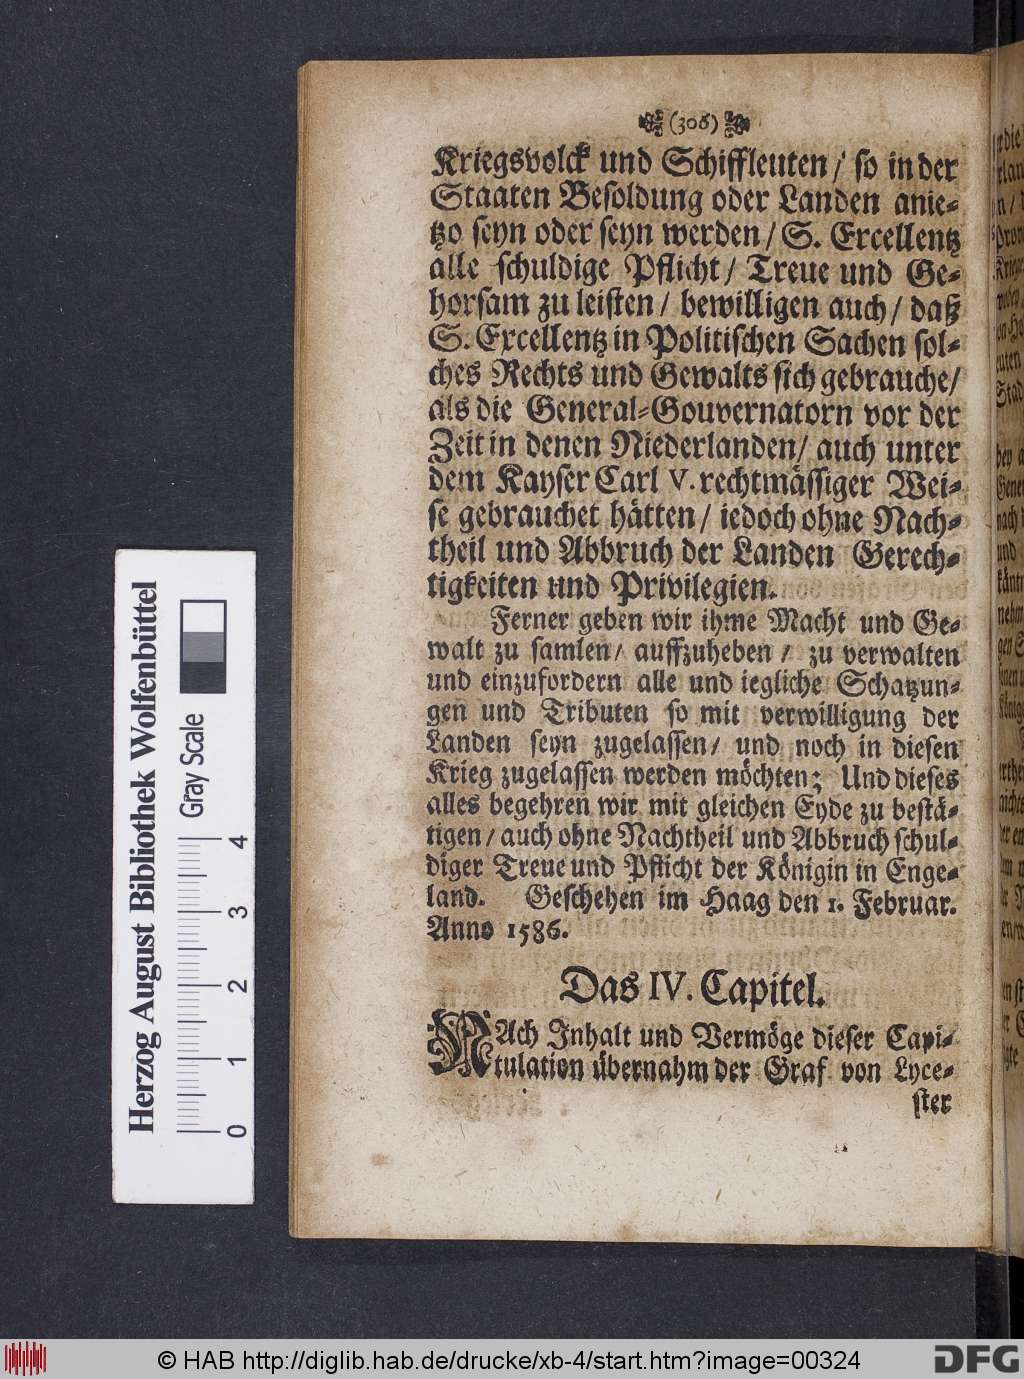 (306)
Kriegsvolck und Schiffleuten / so in der
Staaten Besoldung oder Landen anie-
tzo seyn oder seyn werden / S. Excellentz
alle schuldige Pflicht / Treue und Ge-
horsam zu leisten / bewilligen auch / daß
S. Excellentz in Politischen Sachen sol-
ches Rechts und Gewalts sich gebrauche /
als die General-Gouvernatorn vor der
Zeit in denen Niederlanden / auch unter
dem Kayser Carl V. rechtmässiger Wei-
se gebrauchet hätten / iedoch ohne Nach-
theil und Abbruch der Landen Gerech-
tigkeiten und Privilegien.
Ferner geben wir ihme Macht und Ge-
walt zu samlen / auffzuheben / zu verwalten
und einzufordern alle und iegliche Schatzun-
gen und Tributen so mit verwilligung der
Landen seyn zugelassen / und noch in diesen
Krieg zugelassen werden möchten; Und dieses
alles begehren wir mit gleichen Eyde zu bestä-
tigen / auch ohne Nachtheil und Abbruch schul-
diger Treue und Pflicht der Königin in Enge-
land. Geschehen im Haag den 1. Februar.
Anno 1586.
Das IV. Capitel.
NAch Inhalt und Vermöge dieser Capi-
tulation übernahm der Graf von Lyce-
ster
Herzog August Bibliothek Wolfenbüttel
Gray Scale
0 1 2 3 4
© HAB http://diglib.hab.de/drucke/xb-4/start.htm?image=00324
DFG